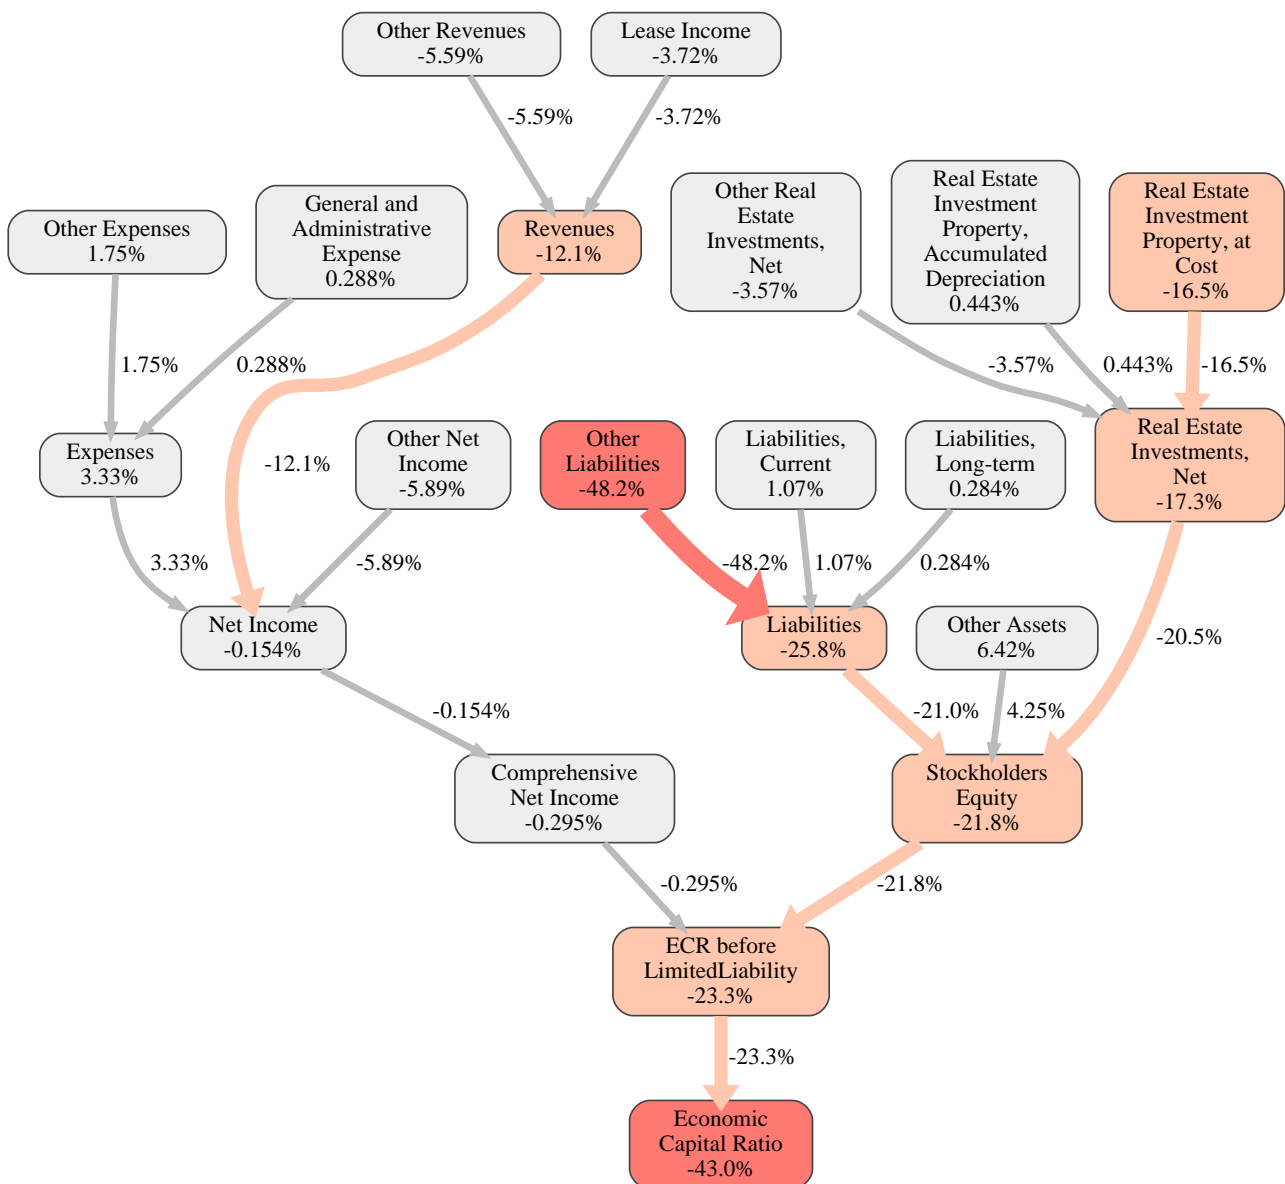 Other Revenues
-5.59%
Lease Income
-3.72%
-5.59%
-3.72%
Other Expenses
1.75%
General and
Administrative
Expense
0.288%
Revenues
-12.1%
Other Real
Estate
Investments,
Net
-3.57%
Real Estate
Investment
Property,
Accumulated
Depreciation
0.443%
Real Estate
Investment
Property, at
Cost
-16.5%
1.75%
0.288%
-3.57%
0.443%
-16.5%
Expenses
3.33%
-12.1%
Other Net
Income
-5.89%
Other
Liabilities
-48.2%
Liabilities,
Current
1.07%
Liabilities,
Long-term
0.284%
Real Estate
Investments,
Net
-17.3%
3.33%
-5.89%
-48.2%
1.07%
0.284%
Net Income
-0.154%
Liabilities
-25.8%
Other Assets
6.42%
-20.5%
-0.154%
-21.0%
4.25%
Comprehensive
Net Income
-0.295%
Stockholders
Equity
-21.8%
-0.295%
-21.8%
ECR before
LimitedLiability
-23.3%
-23.3%
Economic
Capital Ratio
-43.0%